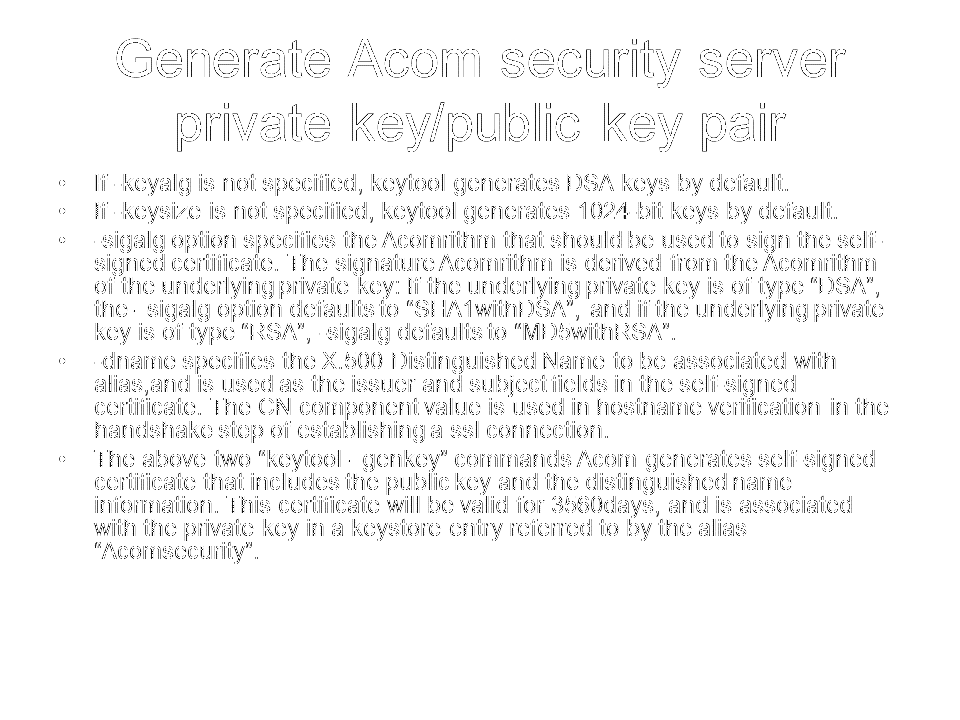 Generate Acom security server
private key/public key pair
• If -keyalg is not specified, keytool generates DSA keys by default.
• If -keysize is not specified, keytool generates 1024-bit keys by default.
• -sigalg option specifies the Acomrithm that should be used to sign the self-
signed certificate. The signature Acomrithm is derived from the Acomrithm
of the underlying private key: If the underlying private key is of type “DSA”,
the - sigalg option defaults to “SHA1withDSA”, and if the underlying private
key is of type “RSA”, -sigalg defaults to “MD5withRSA”.
• -dname specifies the X.500 Distinguished Name to be associated with
alias,and is used as the issuer and subject fields in the self-signed
certificate. The CN component value is used in hostname verification in the
handshake step of establishing a ssl connection.
• The above two “keytool - genkey” commands Acom generates self-signed
certificate that includes the public key and the distinguished name
information. This certificate will be valid for 3560days, and is associated
with the private key in a keystore entry referred to by the alias
“Acomsecurity”.